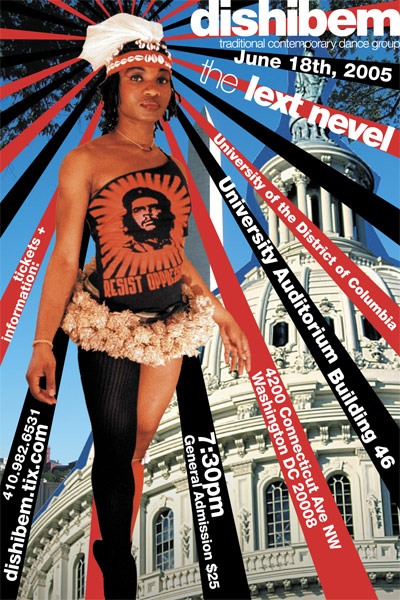 dishibem
traditional contemporary dance group
June 18th, 2005
the lext nevel
University of the District of Columbia
University Auditorium Building 46
4200 Connecticut Ave NW
Washington DC 20008
7:30pm
General Admission $25
tickets +
information:
410.982.6531
dishibem.tix.com
RESIST OPPRE